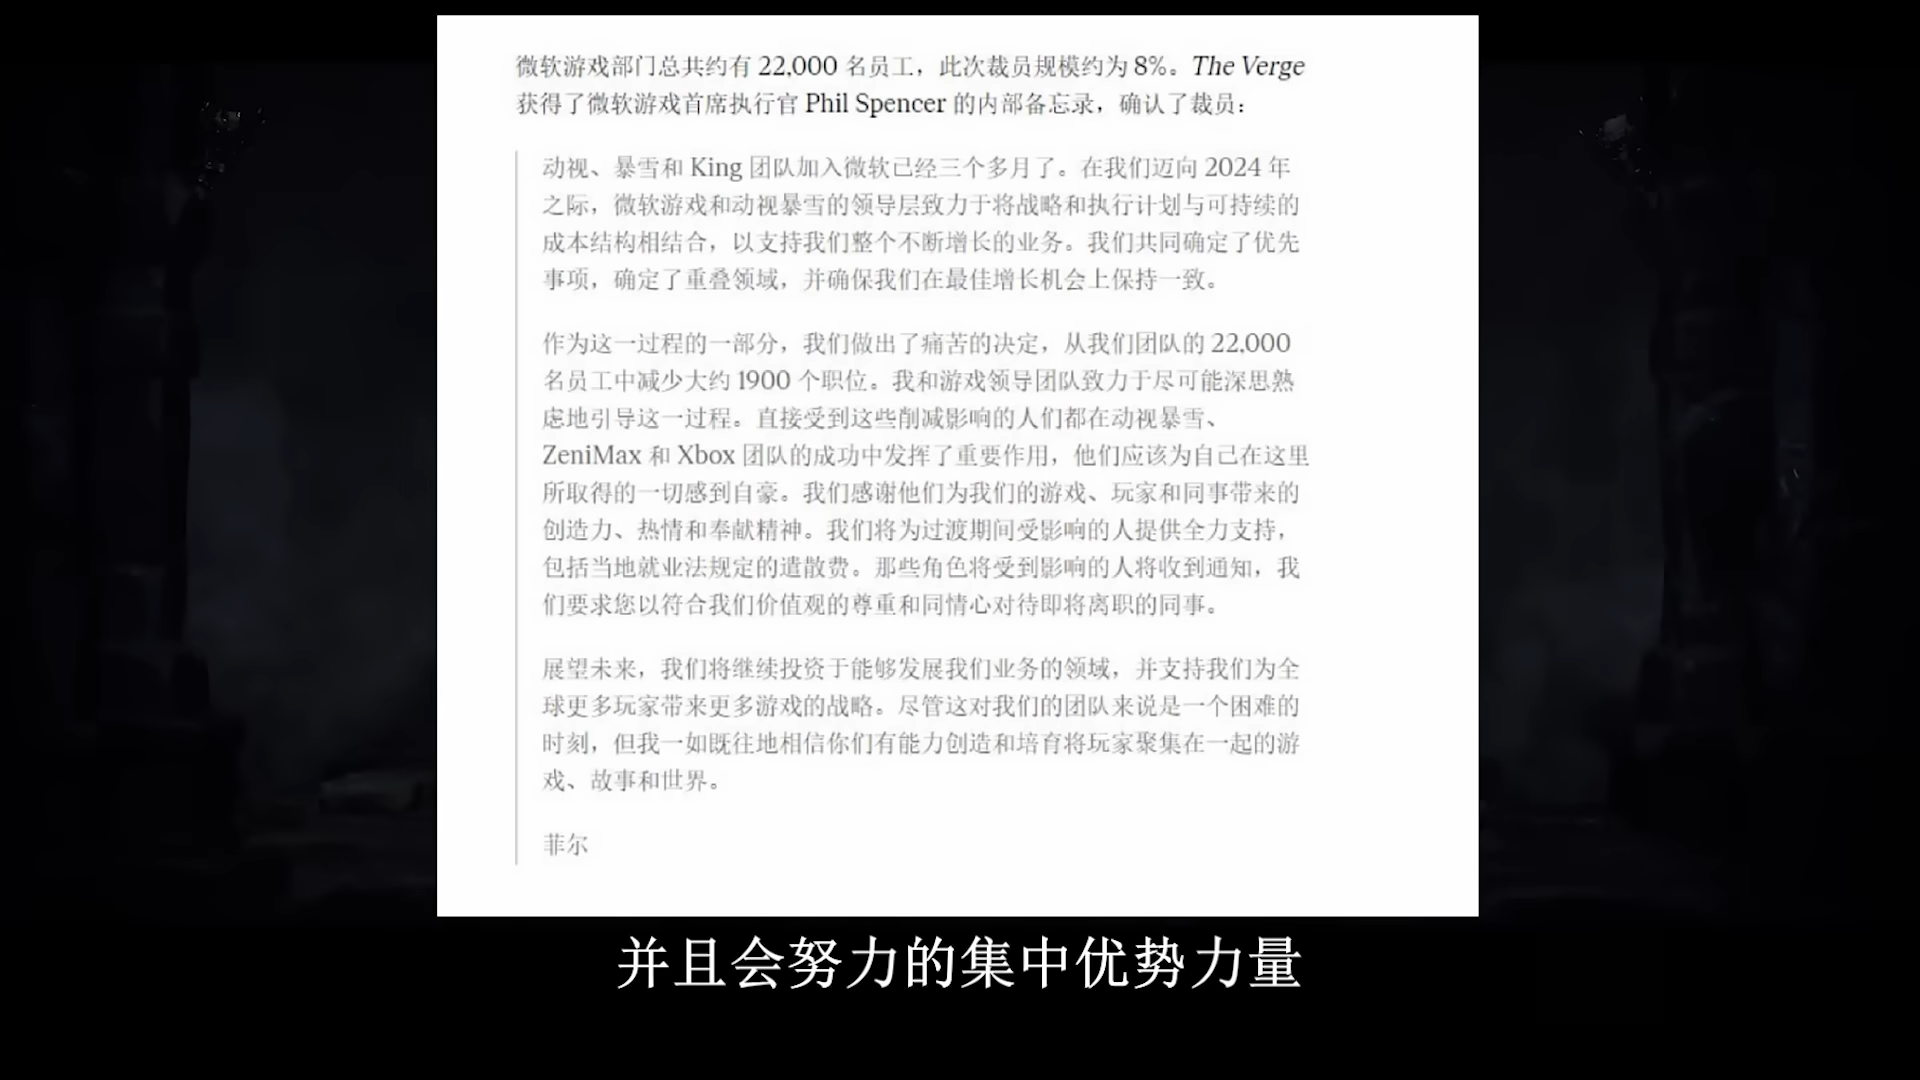 微软游戏部门总共约有 22,000 名员工，此次裁员规模约为 8%。The Verge
获得了微软游戏首席执行官 Phil Spencer 的内部备忘录，确认了裁员：
动视、暴雪和 King 团队加入微软已经三个多月了。在我们迈向 2024 年
之际，微软游戏和动视暴雪的领导层致力于将战略和执行计划与可持续的
成本结构相结合，以支持我们整个不断增长的业务。我们共同确定了优先
事项，确定了重叠领域，并确保我们在最佳增长机会上保持一致。
作为这一过程的一部分，我们做出了痛苦的决定，从我们团队的 22,000
名员工中减少大约 1900 个职位。我和游戏领导团队致力于尽可能深思熟
虑地引导这一过程。直接受到这些削减影响的人们都在动视暴雪、
ZeniMax 和 Xbox 团队的成功中发挥了重要作用，他们应该为自己在这里
所取得的一切感到自豪。我们感谢他们为我们的游戏、玩家和同事带来的
创造力、热情和奉献精神。我们将为过渡期间受影响的人提供全力支持，
包括当地就业法规定的遣散费。那些角色将受到影响的人将收到通知，我
们要求您以符合我们价值观的尊重和同情心对待即将离职的同事。
展望未来，我们将继续投资于能够发展我们业务的领域，并支持我们为全
球更多玩家带来更多游戏的战略。尽管这对我们的团队来说是一个困难的
时刻，但我一如既往地相信你们有能力创造和培育将玩家聚集在一起的游
戏、故事和世界。
菲尔
并且会努力的集中优势力量